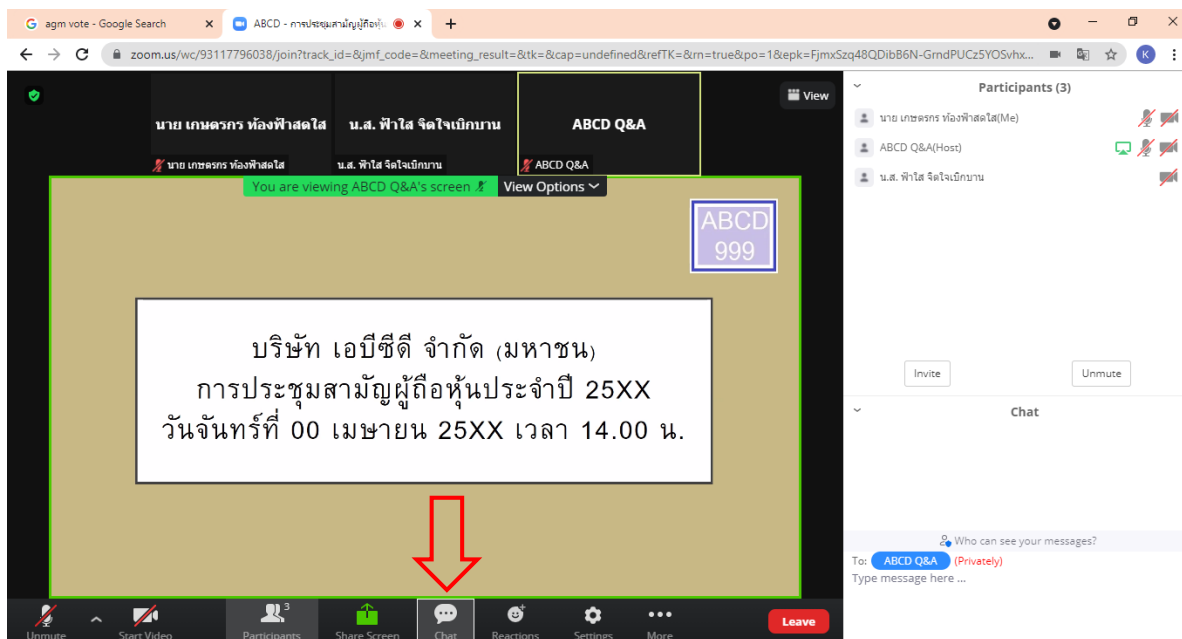 agm vote - Google Search
ABCD - การประชุมสามัญผู้ถือหุ้น
zoom.us/wc/93117796038/join?track_id=&jmf_code=&meeting_result=&tk=&cap=undefined&refTK=&rn=true&po=1&epk=FjmxSzq48QDibB6N-GrndPUCz5YOSvhx...
K
View
นาย เกษตรกร ท้องฟ้าสดใส
น.ส. ฟ้าใส จิตใจเบิกบาน
ABCD Q&A
นาย เกษตรกร ท้องฟ้าสดใส
น.ส. ฟ้าใส จิตใจเบิกบาน
ABCD Q&A
You are viewing ABCD Q&A's screen
View Options
ABCD
999
บริษัท เอบีซีดี จำกัด (มหาชน)
การประชุมสามัญผู้ถือหุ้นประจำปี 25XX
วันจันทร์ที่ 00 เมษายน 25XX เวลา 14.00 น.
Unmute
Start Video
3
Participants
Share Screen
Chat
Reactions
Settings
More
Leave
Participants (3)
นาย เกษตรกร ท้องฟ้าสดใส(Me)
ABCD Q&A(Host)
น.ส. ฟ้าใส จิตใจเบิกบาน
Invite
Unmute
Chat
Who can see your messages?
To: ABCD Q&A (Privately)
Type message here ...